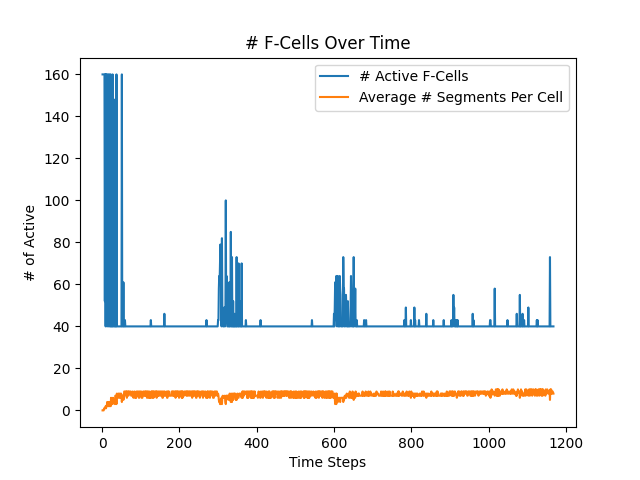 # F-Cells Over Time
# Active F-Cells
Average # Segments Per Cell
# of Active
160
140
120
100
80
60
40
20
0
0 200 400 600 800 1000 1200
Time Steps